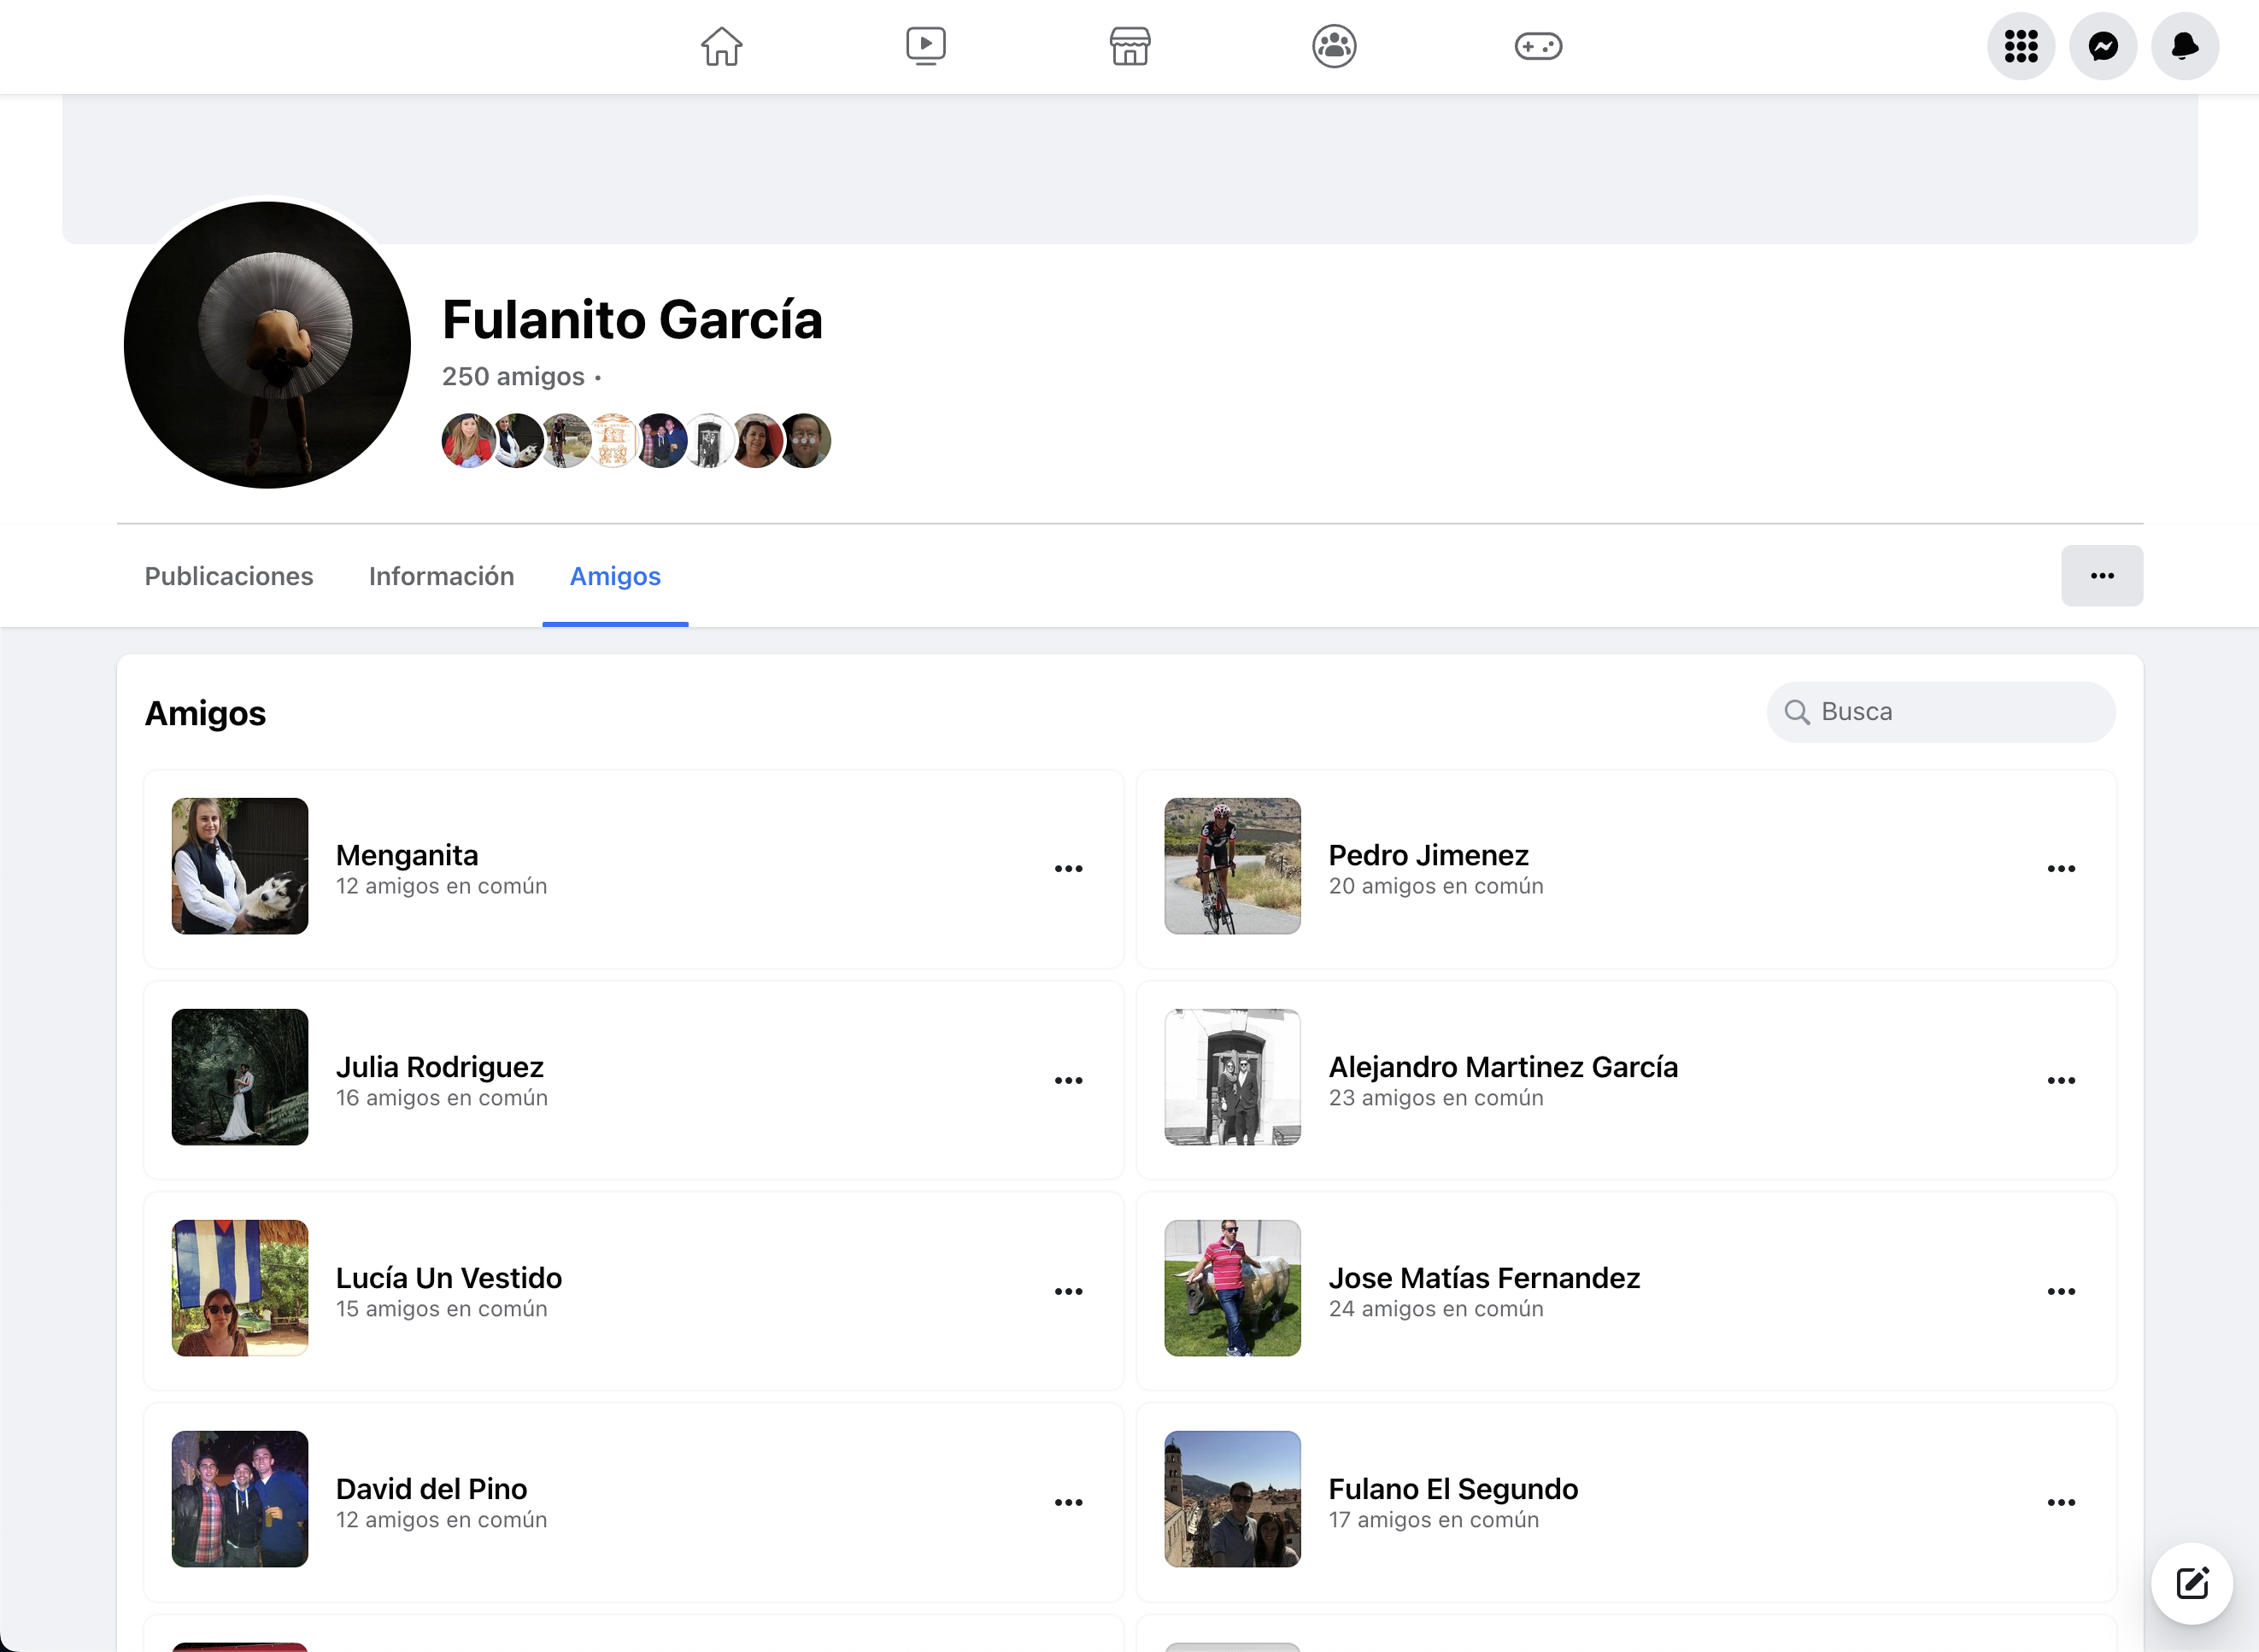 Fulanito García
250 amigos ·
Publicaciones
Información
Amigos
Amigos
Busca
Menganita
12 amigos en común
Pedro Jimenez
20 amigos en común
Julia Rodriguez
16 amigos en común
Alejandro Martinez García
23 amigos en común
Lucía Un Vestido
15 amigos en común
Jose Matías Fernandez
24 amigos en común
David del Pino
12 amigos en común
Fulano El Segundo
17 amigos en común